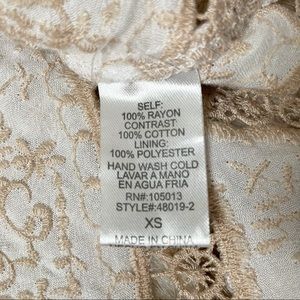 SELF:
100% RAYON
CONTRAST:
100% COTTON
LINING:
100% POLYESTER
HAND WASH COLD
LAVAR A MANO
EN AGUA FRIA
RN#:105013
STYLE#:48019-2
XS
MADE IN CHINA